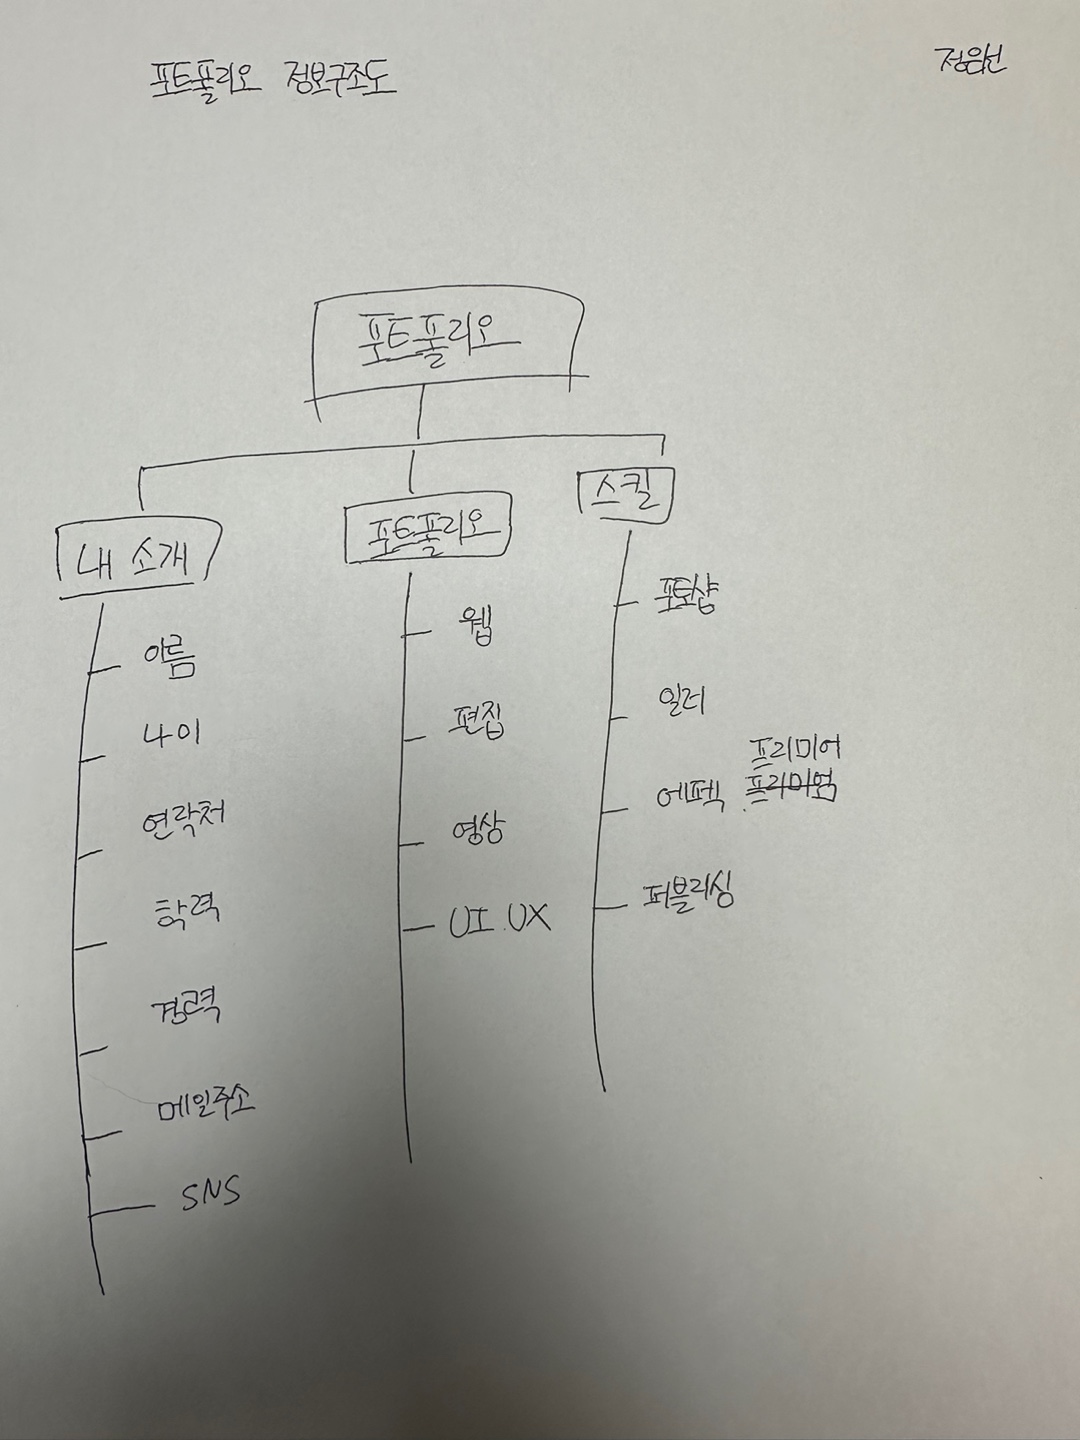 포트폴리오 정보구조도
포트폴리오
내 소개
이름
나이
연락처
학력
경력
메일주소
SNS
포트폴리오
웹
편집
영상
UI.UX
스킬
포토샵
일러
에펙 프리미어
프리미엄
퍼블리싱